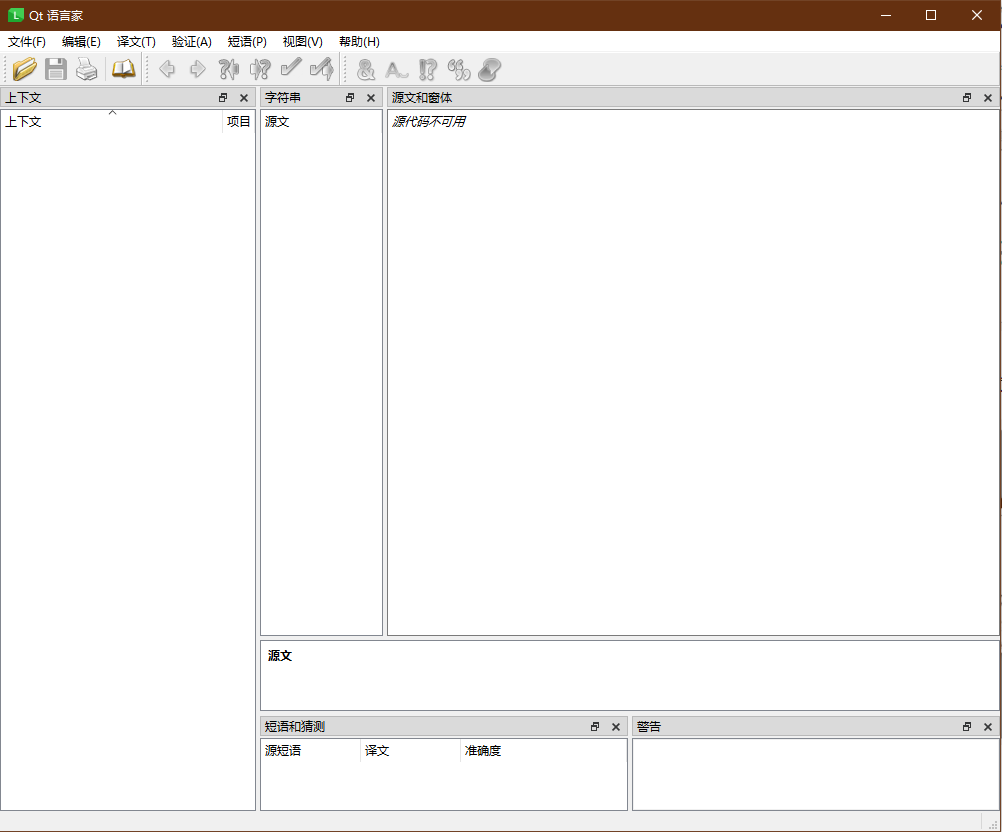 Qt 语言家
文件(F) 编辑(E) 译文(T) 验证(A) 短语(P) 视图(V) 帮助(H)
上下文
上下文 项目
字符串
源文
源文和窗体
源代码不可用
源文
短语和猜测
源短语 译文 准确度
警告